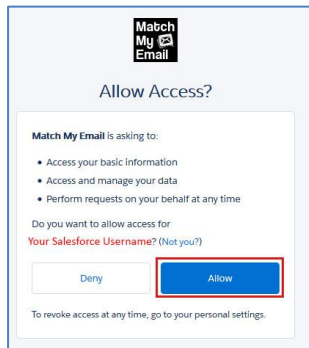 Match
My
Email
Allow Access?
Match My Email is asking to:
• Access your basic information
• Access and manage your data
• Perform requests on your behalf at any time
Do you want to allow access for
Your Salesforce Username? (Not you?)
Deny
Allow
To revoke access at any time, go to your personal settings.